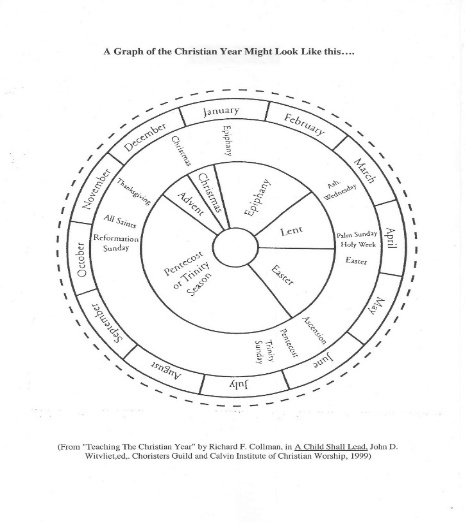 A Graph of the Christian Year Might Look Like this....
January
February
March
April
May
June
July
August
September
October
November
December
Christmas
Epiphany
Ash
Wednesday
Palm Sunday
Holy Week
Easter
Ascension
Pentecost
Trinity
Sunday
Reformation
Sunday
All Saints
Thanksgiving
Advent
Christmas
Epiphany
Lent
Easter
Pentecost
or Trinity
Season
(From "Teaching The Christian Year" by Richard F. Collman, in A Child Shall Lead, John D.
Witvliet,ed,. Choristers Guild and Calvin Institute of Christian Worship, 1999)